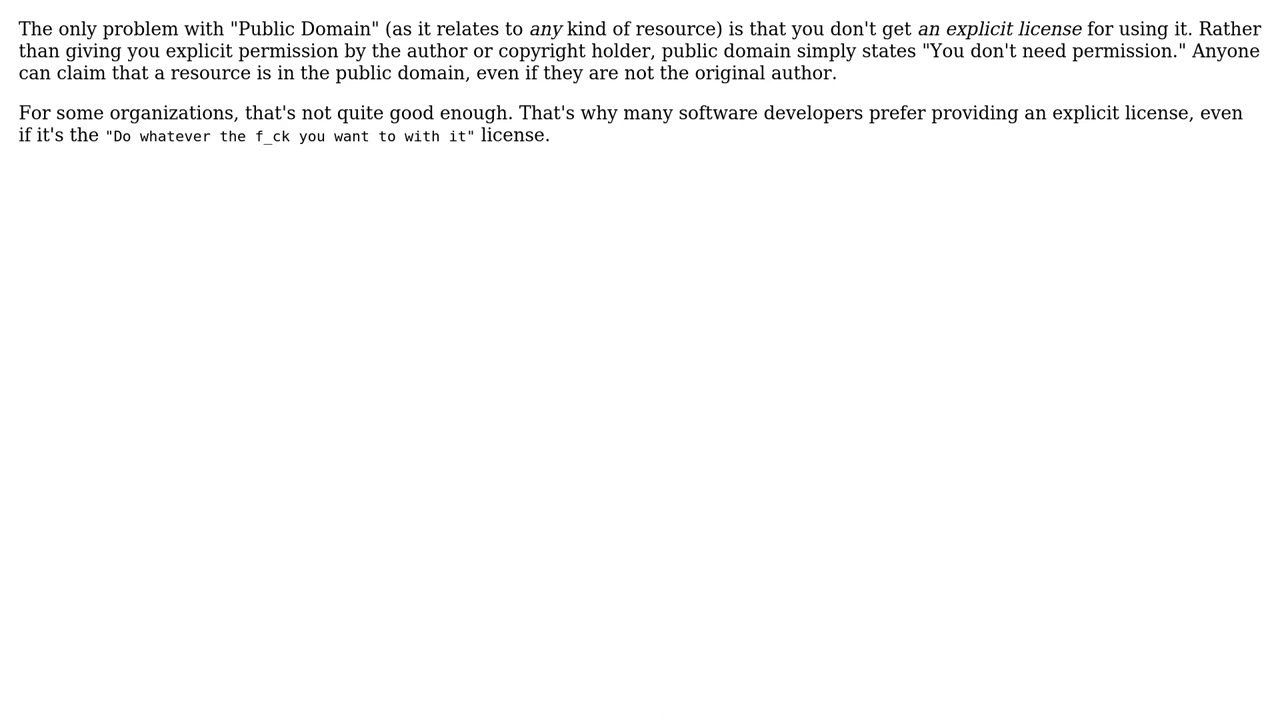 The only problem with "Public Domain" (as it relates to any kind of resource) is that you don't get an explicit license for using it. Rather
than giving you explicit permission by the author or copyright holder, public domain simply states "You don't need permission." Anyone
can claim that a resource is in the public domain, even if they are not the original author.
For some organizations, that's not quite good enough. That's why many software developers prefer providing an explicit license, even
if it's the "Do whatever the f_ck you want to with it" license.